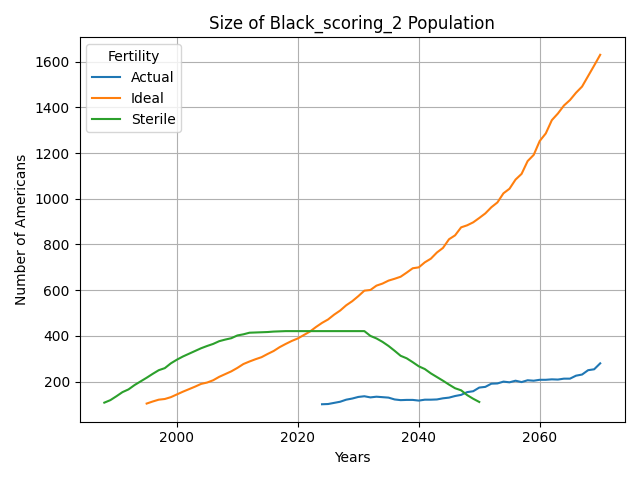 Size of Black_scoring_2 Population
Fertility
Actual
Ideal
Sterile
Number of Americans
1600
1400
1200
1000
800
600
400
200
2000 2020 2040 2060
Years